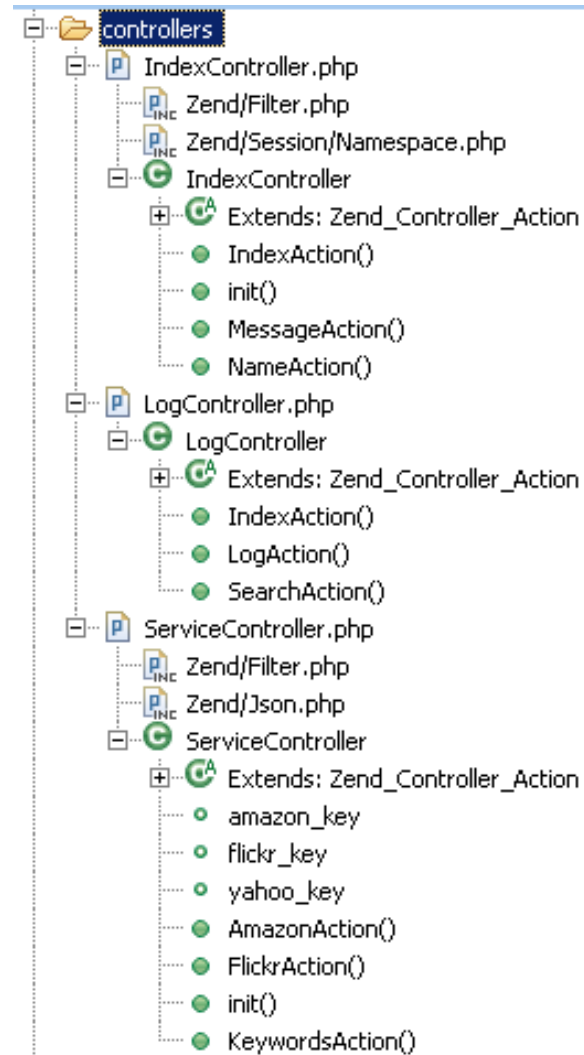 controllers
IndexController.php
Zend/Filter.php
Zend/Session/Namespace.php
IndexController
Extends: Zend_Controller_Action
IndexAction()
init()
MessageAction()
NameAction()
LogController.php
LogController
Extends: Zend_Controller_Action
IndexAction()
LogAction()
SearchAction()
ServiceController.php
Zend/Filter.php
Zend/Json.php
ServiceController
Extends: Zend_Controller_Action
amazon_key
flickr_key
yahoo_key
AmazonAction()
FlickrAction()
init()
KeywordsAction()